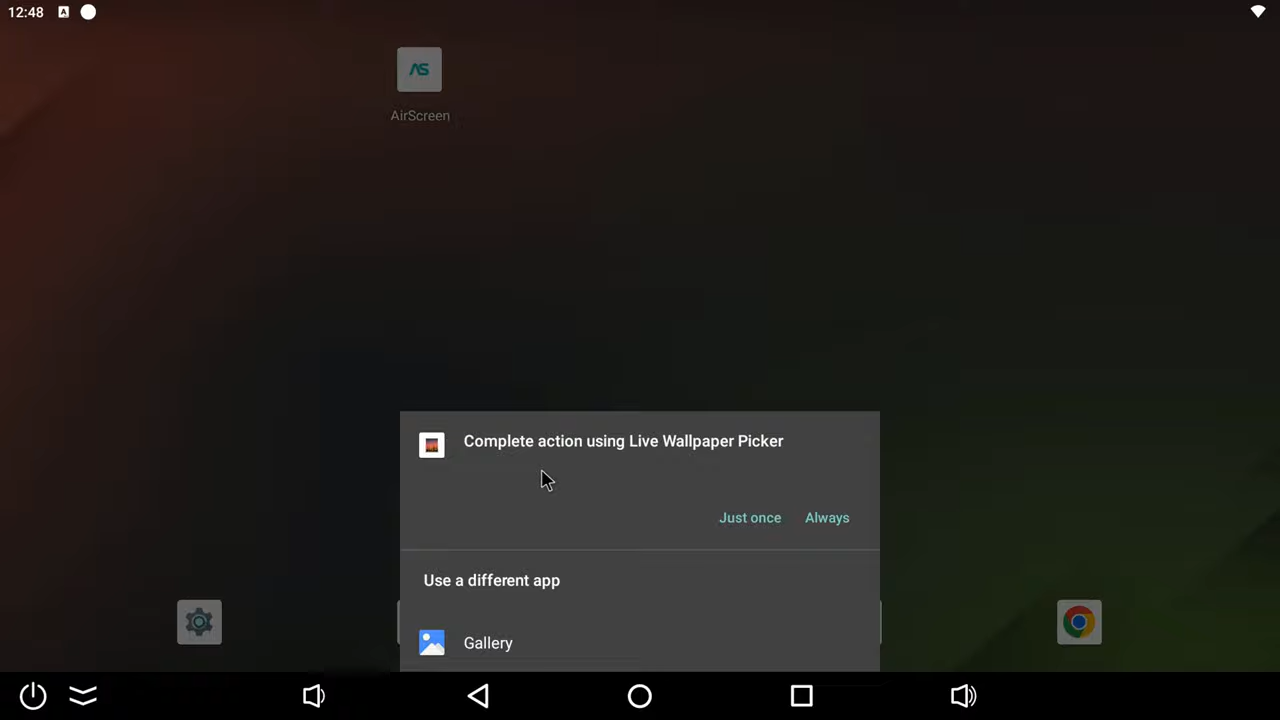 12:48
A
AS
AirScreen
Complete action using Live Wallpaper Picker
Just once
Always
Use a different app
Gallery